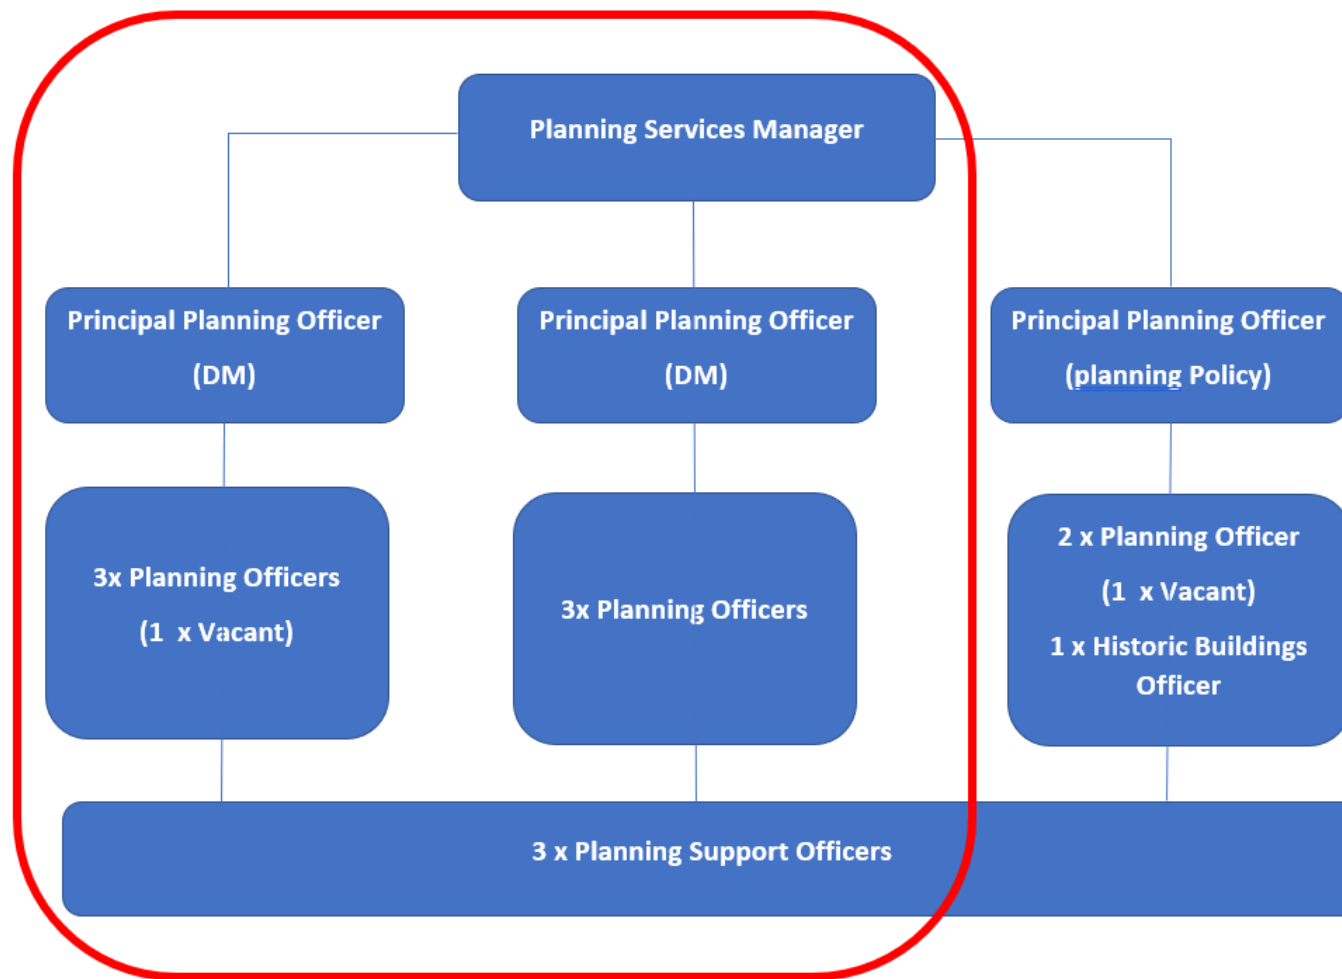 Planning Services Manager
Principal Planning Officer
(DM)
Principal Planning Officer
(DM)
Principal Planning Officer
(planning Policy)
3x Planning Officers
(1 x Vacant)
3x Planning Officers
2 x Planning Officer
(1 x Vacant)
1 x Historic Buildings
Officer
3 x Planning Support Officers